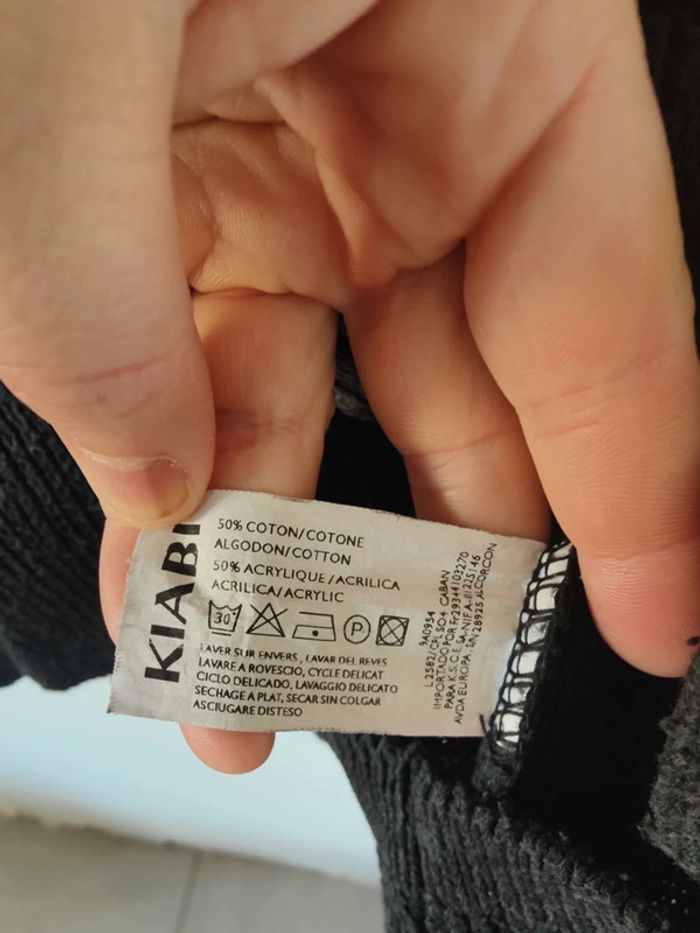 KIABI
50% COTON/COTONE
ALGODON/COTTON
50% ACRYLIQUE/ACRILICA
ACRILICA/ACRYLIC
30°
P
LAVER SUR ENVERS, LAVAR DEL REVES
LAVARE A ROVESCIO, CYCLE DELICAT
CICLO DELICADO, LAVAGGIO DELICATO
SECHAGE A PLAT, SECAR SIN COLGAR
ASCIUGARE DISTESO
9A0954
CABAN
IMPORTADO POR Fr29344103270
PARA K.S.C.E.SA-NIF
AVDA EUROPA, 28925 ALCORCON